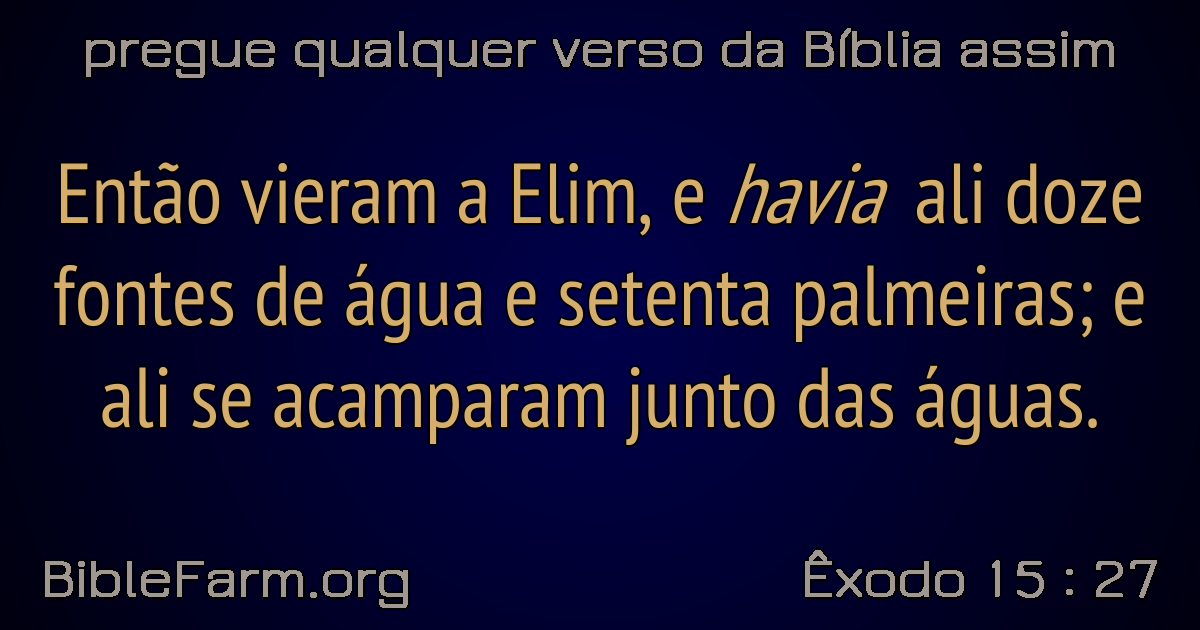 pregue qualquer verso da Bíblia assim
Então vieram a Elim, e havia ali doze
fontes de água e setenta palmeiras; e
ali se acamparam junto das águas.
BibleFarm.org
Êxodo 15 : 27